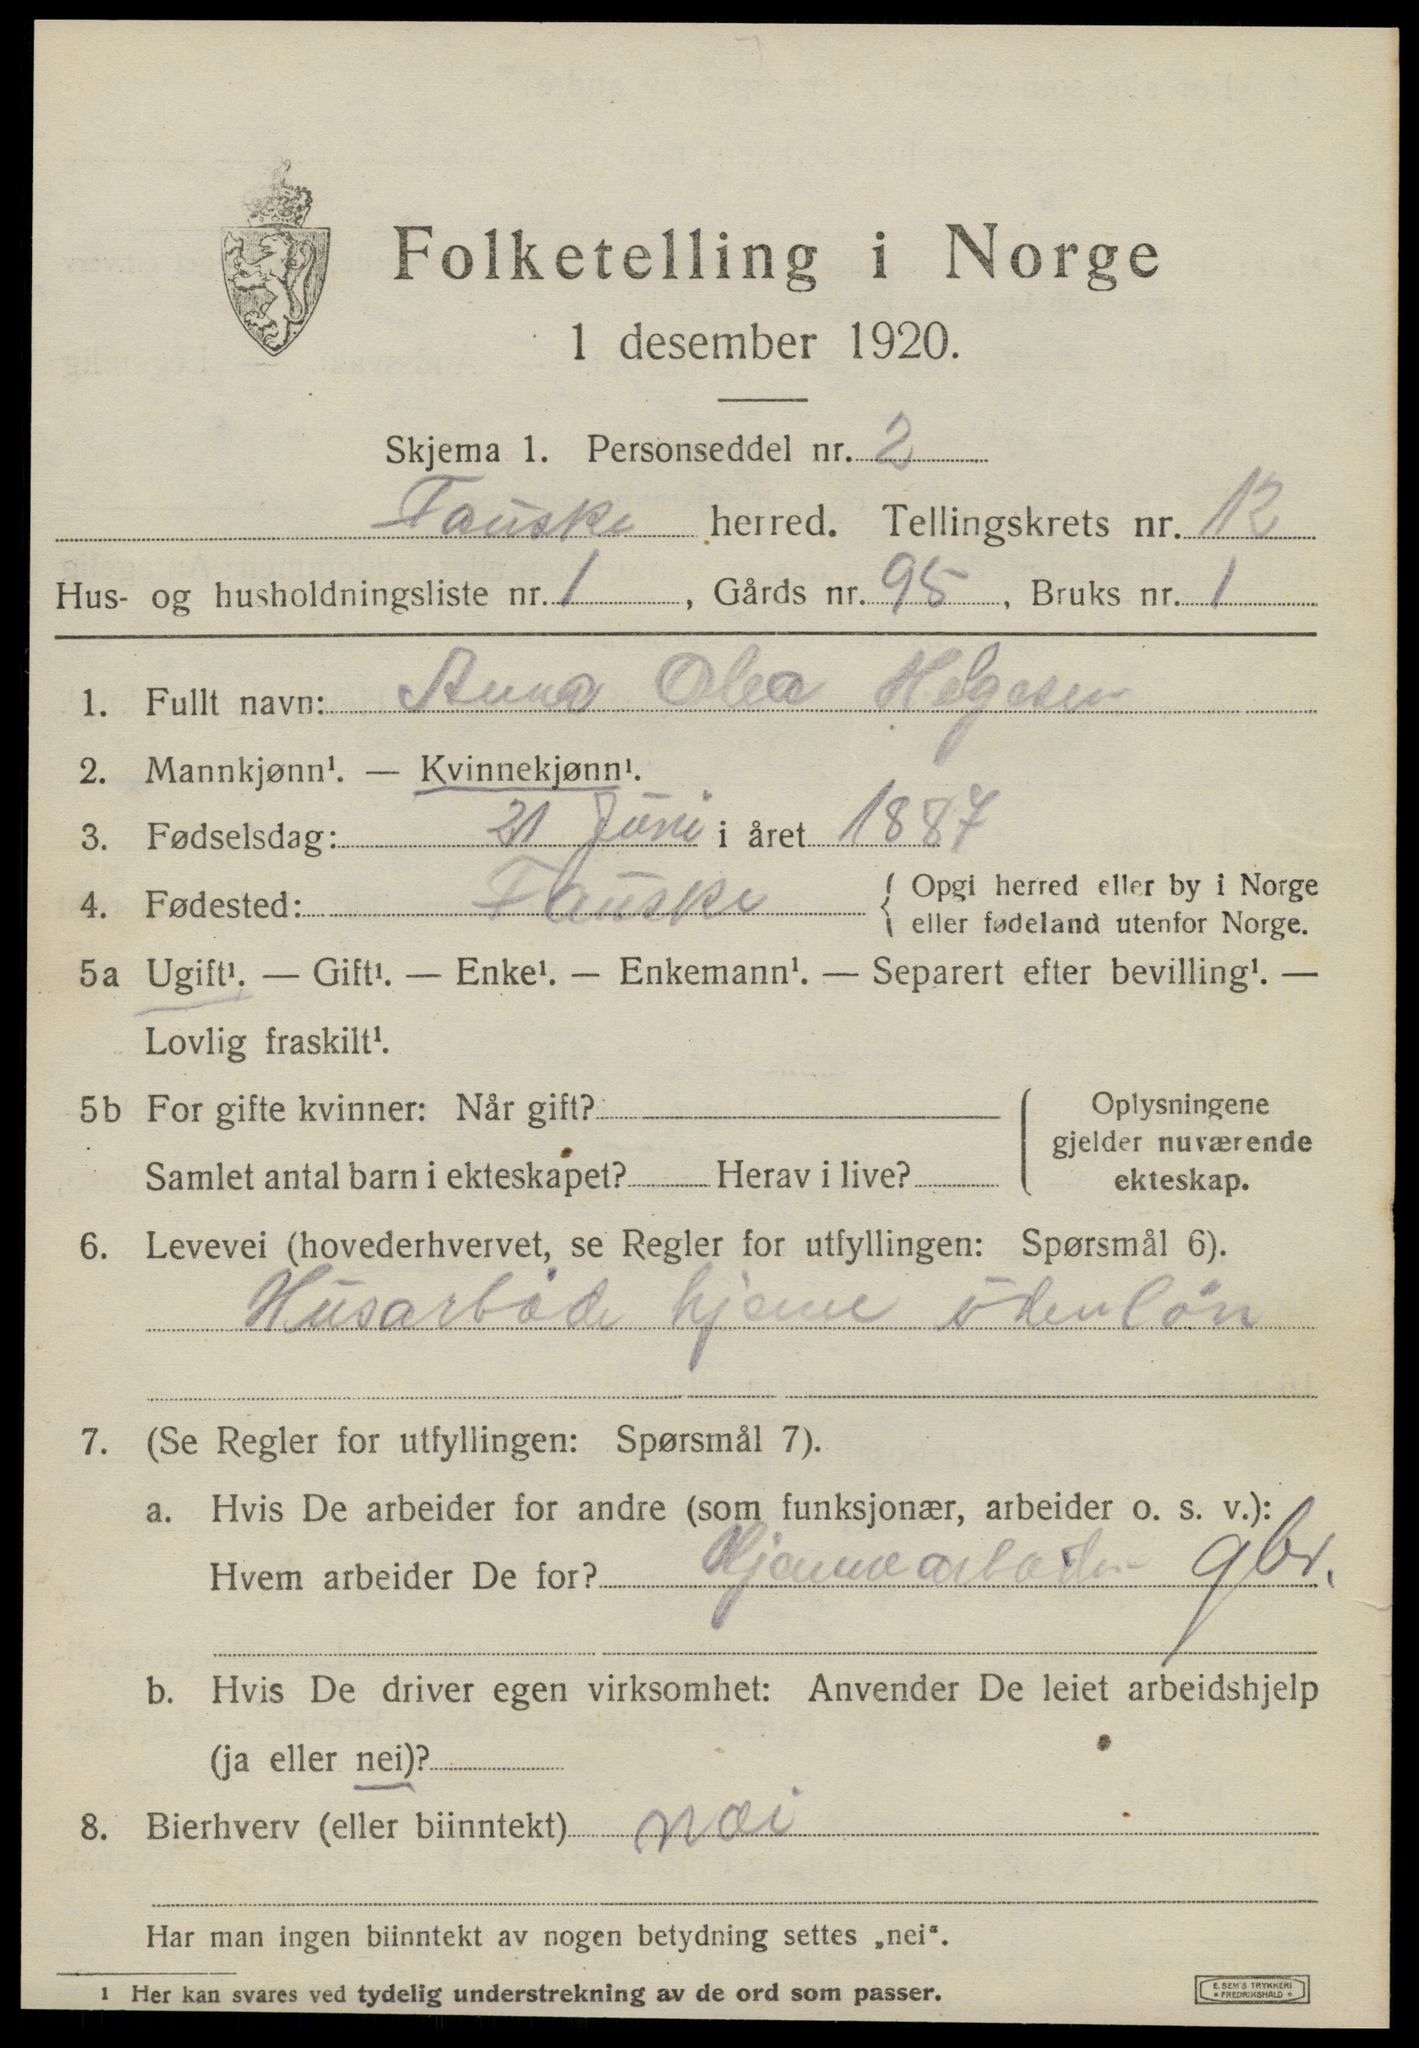 Folketelling i Norge
1 desember 1920.
Skjema 1. Personseddel nr. 2
Fauske herred. Tellingskrets nr. 12
Hus- og husholdningsliste nr. 1, Gårds nr. 95, Bruks nr. 1
1. Fullt navn: Anna Olea Helgesen
2. Mannkjønn¹. — Kvinnekjønn¹.
3. Fødselsdag: 21 Juni i året 1887
4. Fødested: Fauske { Opgi herred eller by i Norge
eller fødeland utenfor Norge.
5a Ugift¹. — Gift¹. — Enke¹. — Enkemann¹. — Separert efter bevilling¹. —
Lovlig fraskilt¹.
5b For gifte kvinner: Når gift?
Samlet antal barn i ekteskapet? Herav i live?
Oplysningene
gjelder nuværende
ekteskap.
6. Levevei (hovederhvervet, se Regler for utfyllingen: Spørsmål 6).
Husarbede hjeme uden løn
7. (Se Regler for utfyllingen: Spørsmål 7).
a. Hvis De arbeider for andre (som funksjonær, arbeider o. s. v.):
Hvem arbeider De for? gbr.
b. Hvis De driver egen virksomhet: Anvender De leiet arbeidshjelp
(ja eller nei)?
8. Bierhverv (eller biinntekt) nei
Har man ingen biinntekt av nogen betydning settes „nei“.
1 Her kan svares ved tydelig understrekning av de ord som passer.
E. SEM'S TRYKKERI
FREDRIKSHALD